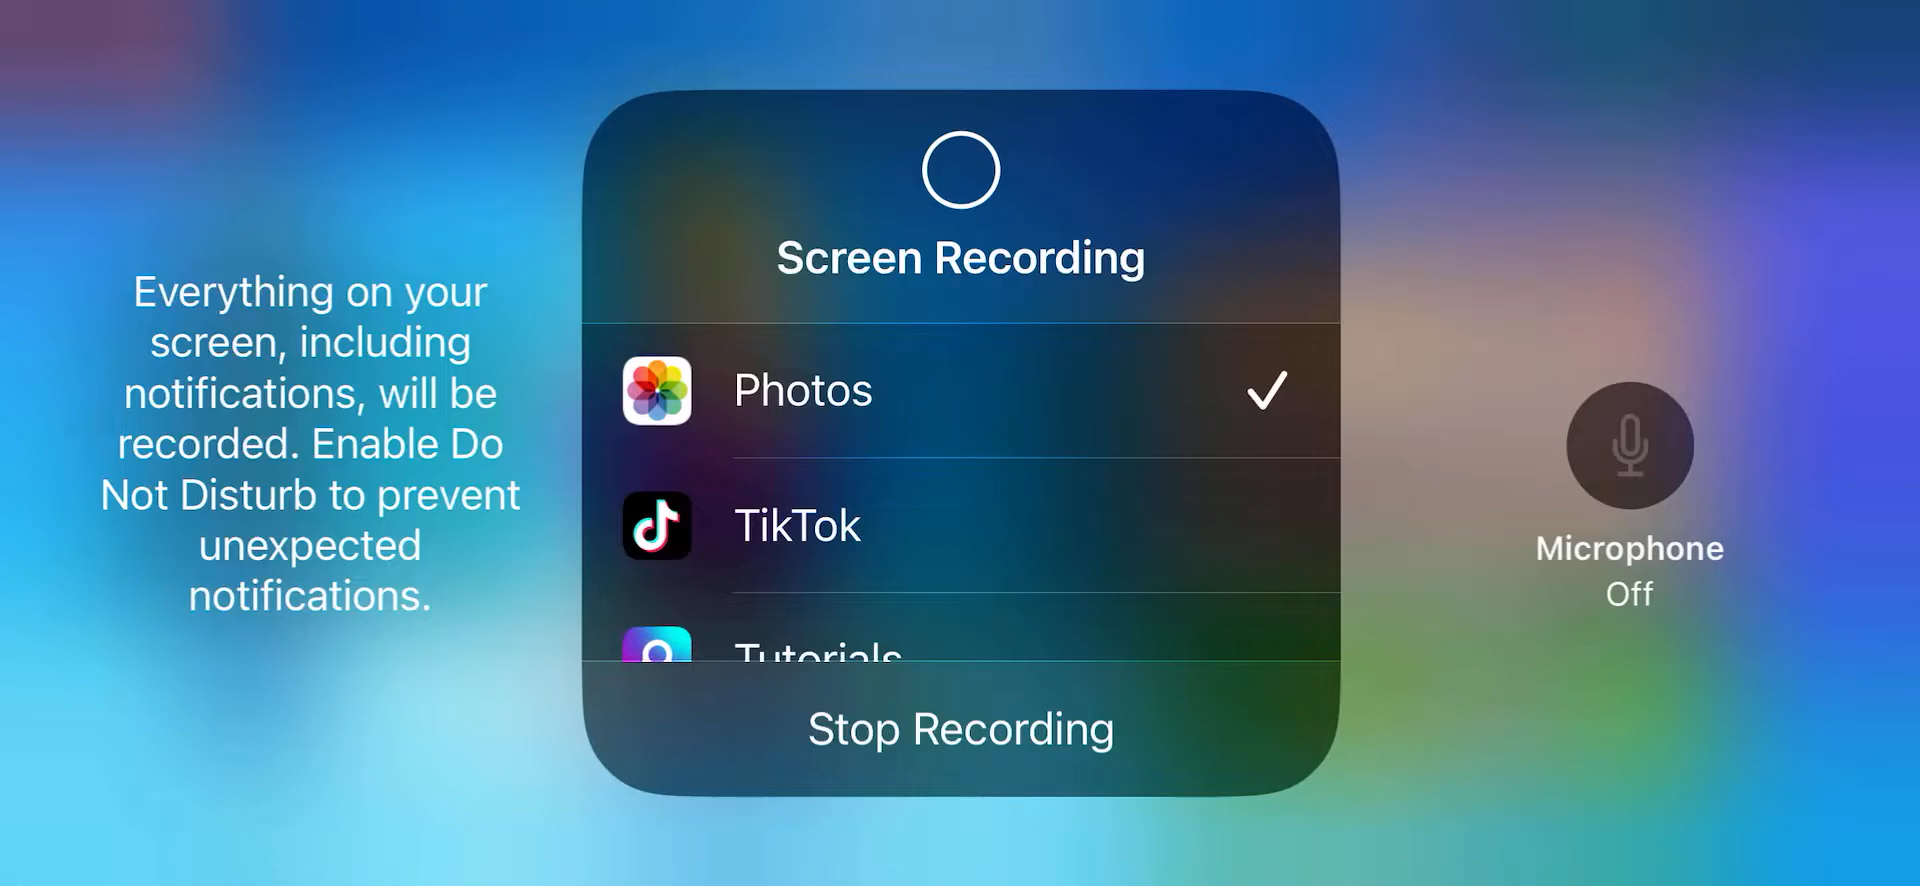 Everything on your
screen, including
notifications, will be
recorded. Enable Do
Not Disturb to prevent
unexpected
notifications.
Screen Recording
Photos
TikTok
Tutorials
Stop Recording
Microphone
Off